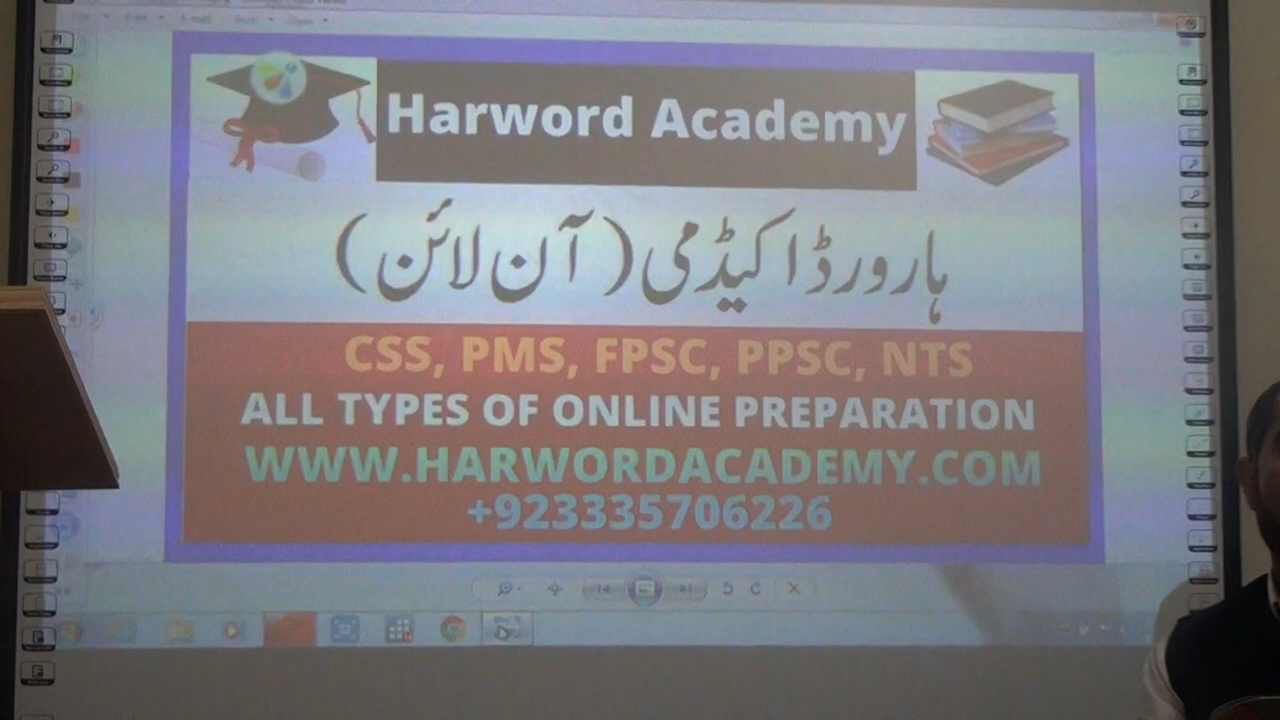 Harword Academy
ہارورڈ اکیڈمی (آن لائن)
CSS, PMS, FPSC, PPSC, NTS
ALL TYPES OF ONLINE PREPARATION
WWW.HARWORDACADEMY.COM
+923335706226